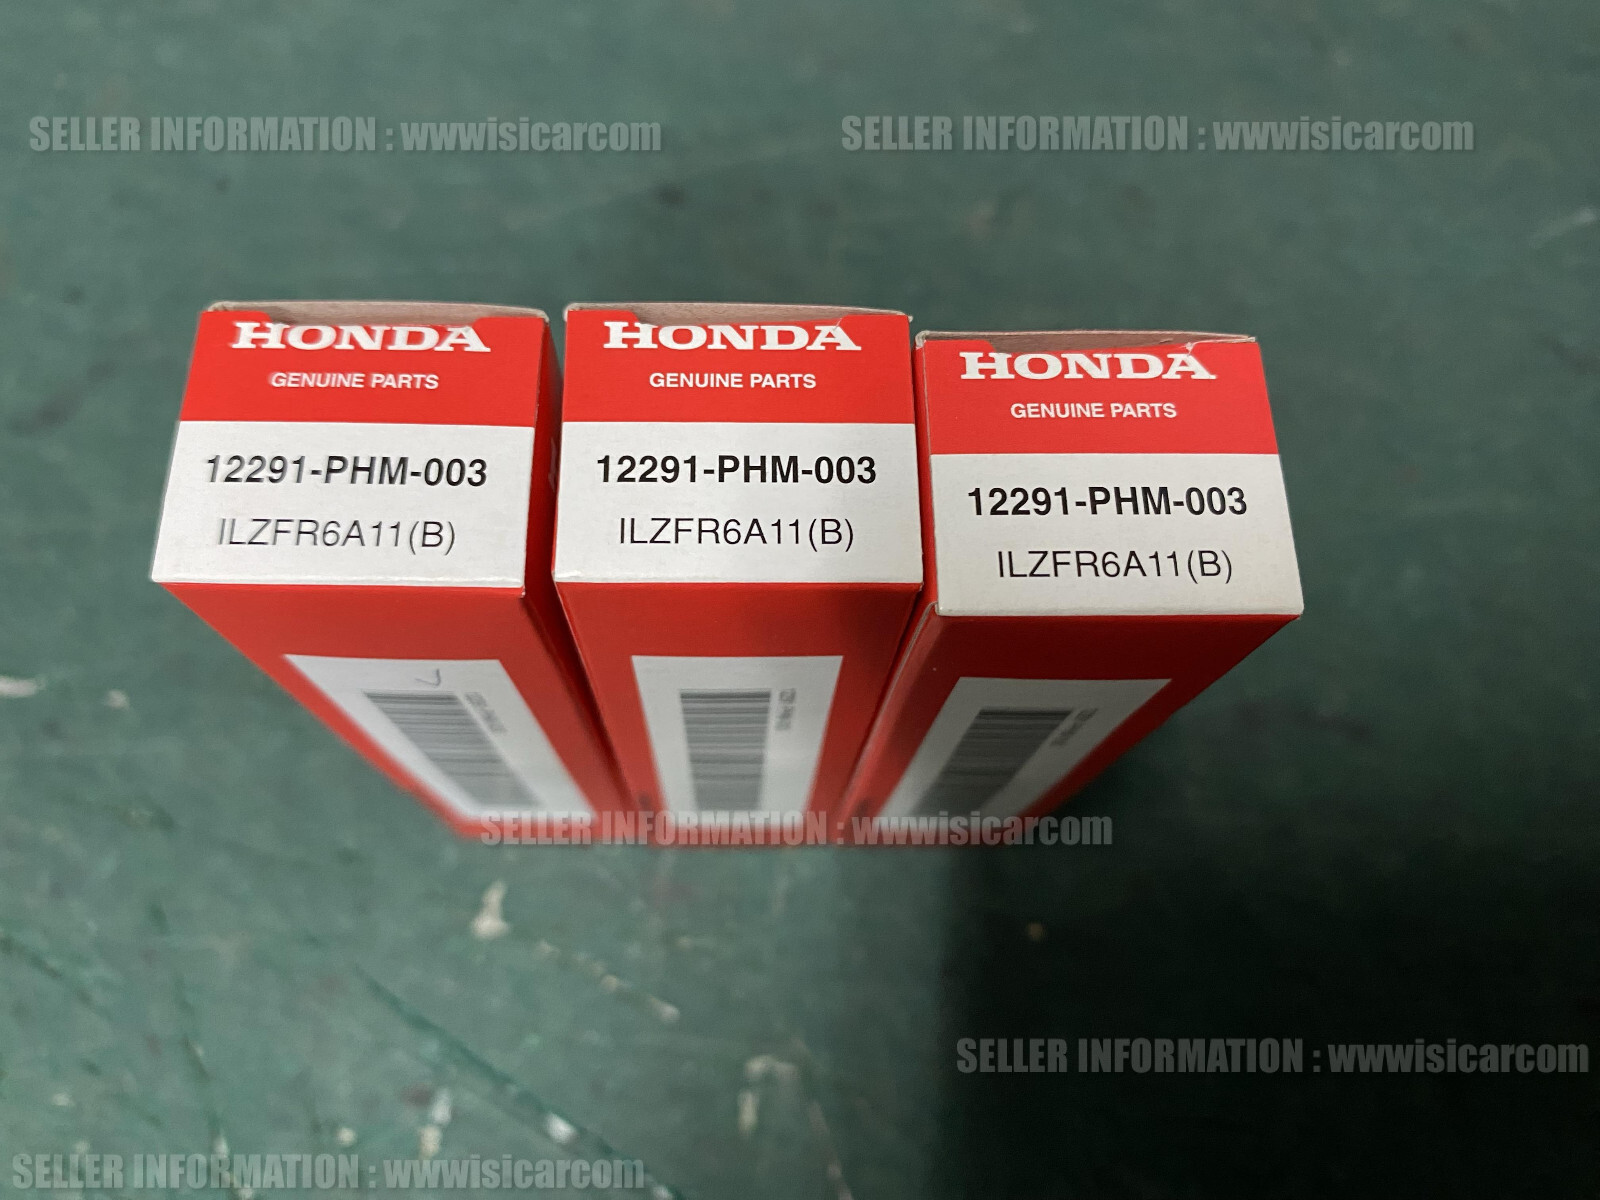 SELLER INFORMATION : wwwisicarcom
SELLER INFORMATION : wwwisicarcom
HONDA
GENUINE PARTS
12291-PHM-003
ILZFR6A11(B)
HONDA
GENUINE PARTS
12291-PHM-003
ILZFR6A11(B)
HONDA
GENUINE PARTS
12291-PHM-003
ILZFR6A11(B)
SELLER INFORMATION : wwwisicarcom
SELLER INFORMATION : wwwisicarcom
SELLER INFORMATION : wwwisicarcom